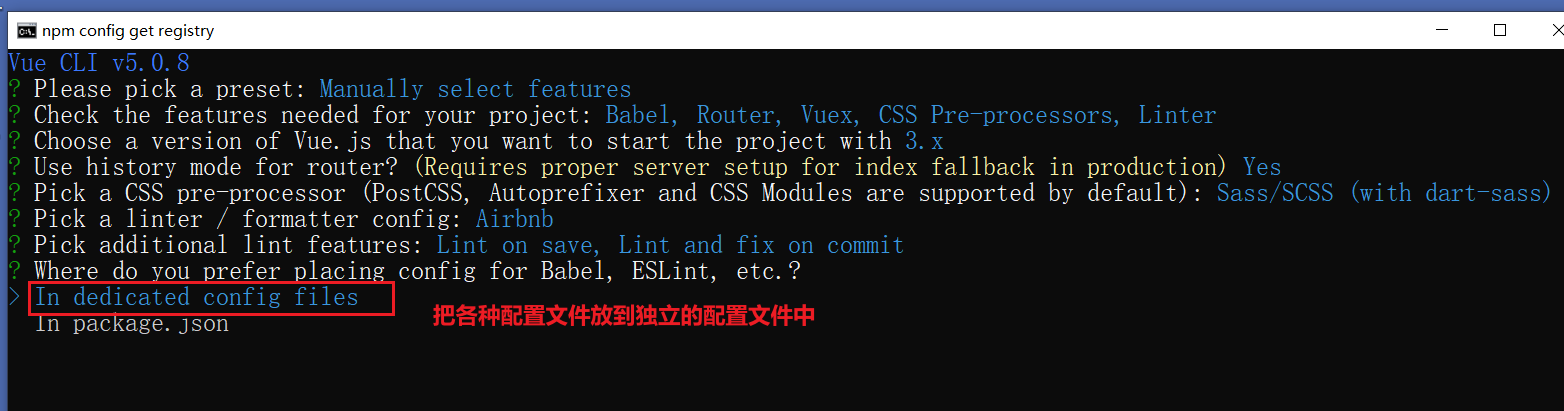 npm config get registry
Vue CLI v5.0.8
? Please pick a preset: Manually select features
? Check the features needed for your project: Babel, Router, Vuex, CSS Pre-processors, Linter
? Choose a version of Vue.js that you want to start the project with 3.x
? Use history mode for router? (Requires proper server setup for index fallback in production) Yes
? Pick a CSS pre-processor (PostCSS, Autoprefixer and CSS Modules are supported by default): Sass/SCSS (with dart-sass)
? Pick a linter / formatter config: Airbnb
? Pick additional lint features: Lint on save, Lint and fix on commit
? Where do you prefer placing config for Babel, ESLint, etc.?
> In dedicated config files
把各种配置文件放到独立的配置文件中
In package.json